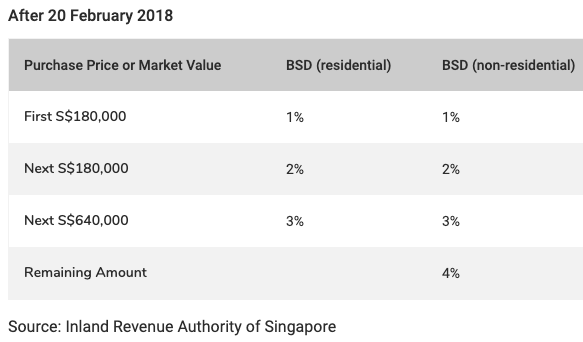 After 20 February 2018
Purchase Price or Market Value BSD (residential) BSD (non-residential)
First S$180,000 1% 1%
Next S$180,000 2% 2%
Next S$640,000 3% 3%
Remaining Amount 4%
Source: Inland Revenue Authority of Singapore